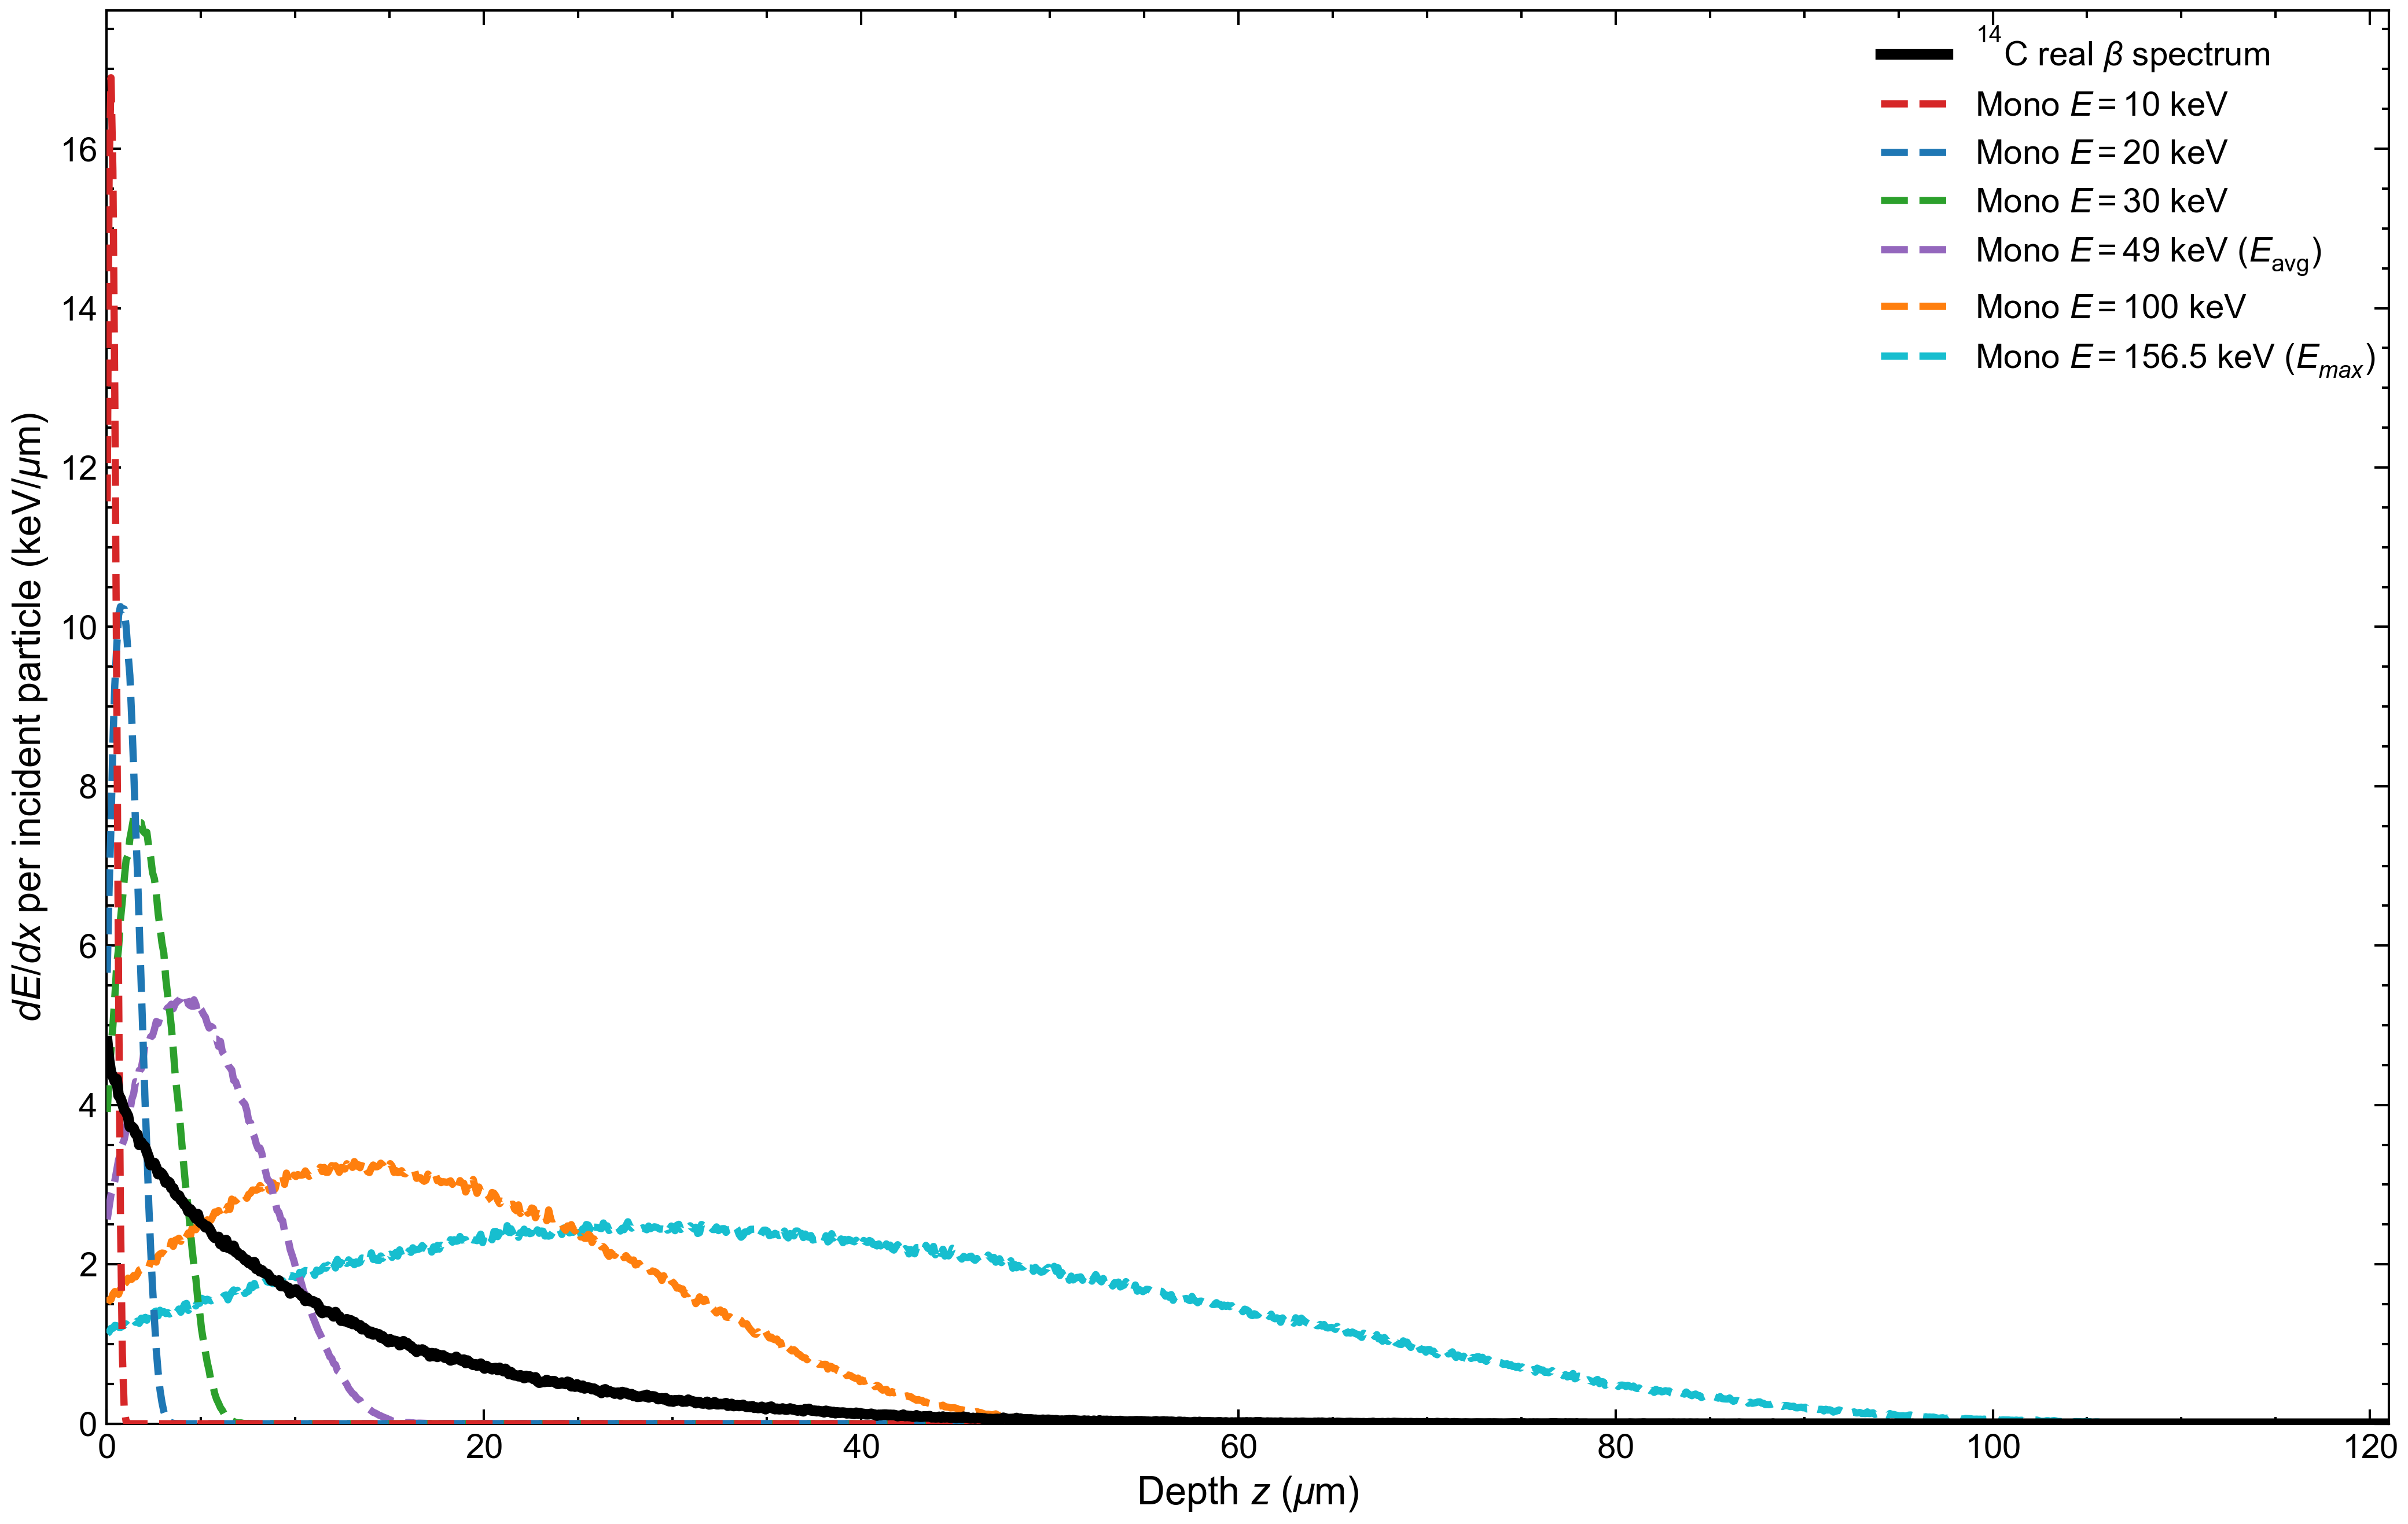 ¹⁴C real β spectrum
Mono E = 10 keV
Mono E = 20 keV
Mono E = 30 keV
Mono E = 49 keV (E_avg)
Mono E = 100 keV
Mono E = 156.5 keV (E_max)
dE/dx per incident particle (keV/μm)
16
14
12
10
8
6
4
2
0
0 20 40 60 80 100 120
Depth z (μm)